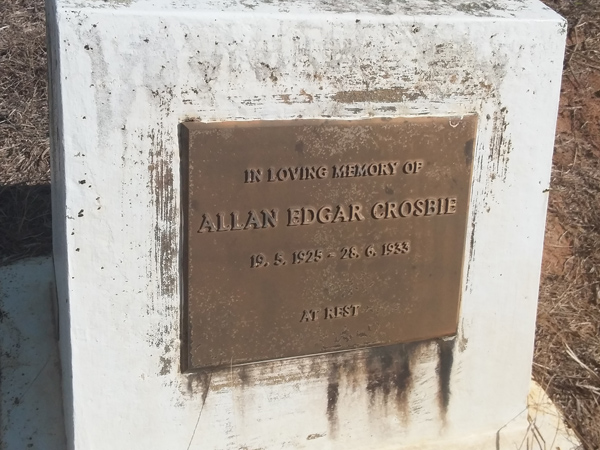 IN LOVING MEMORY OF
ALLAN EDGAR CROSBIE
19. 5. 1925 - 28. 6. 1933
AT REST